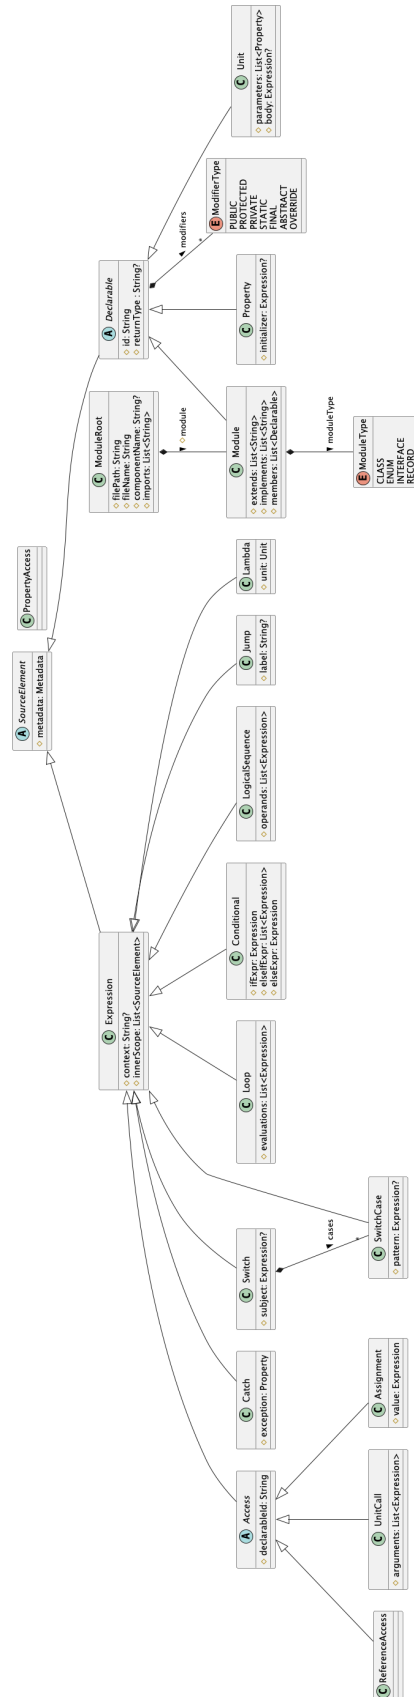 C Unit
parameters: List<Property>
body: Expression?
E ModifierType
PUBLIC
PROTECTED
PRIVATE
STATIC
FINAL
ABSTRACT
OVERRIDE
modifiers
*
A Declarable
id: String
returnType : String?
C Property
initializer: Expression?
C ModuleRoot
filePath: String
fileName: String
componentName: String?
imports: List<String>
module
C Module
extends: List<String>
implements: List<String>
members: List<Declarable>
moduleType
E ModuleType
CLASS
ENUM
INTERFACE
RECORD
C PropertyAccess
A SourceElement
metadata: Metadata
C Lambda
unit: Unit
C Jump
label: String?
C LogicalSequence
operands: List<Expression>
C Conditional
ifExpr: Expression
elseIfExpr: List<Expression>
elseExpr: Expression
C Expression
context: String?
innerScope: List<SourceElement>
C Loop
evaluations: List<Expression>
C SwitchCase
pattern: Expression?
cases
*
C Switch
subject: Expression?
C Catch
exception: Property
C Assignment
value: Expression
A Access
declarableId: String
C UnitCall
arguments: List<Expression>
C ReferenceAccess